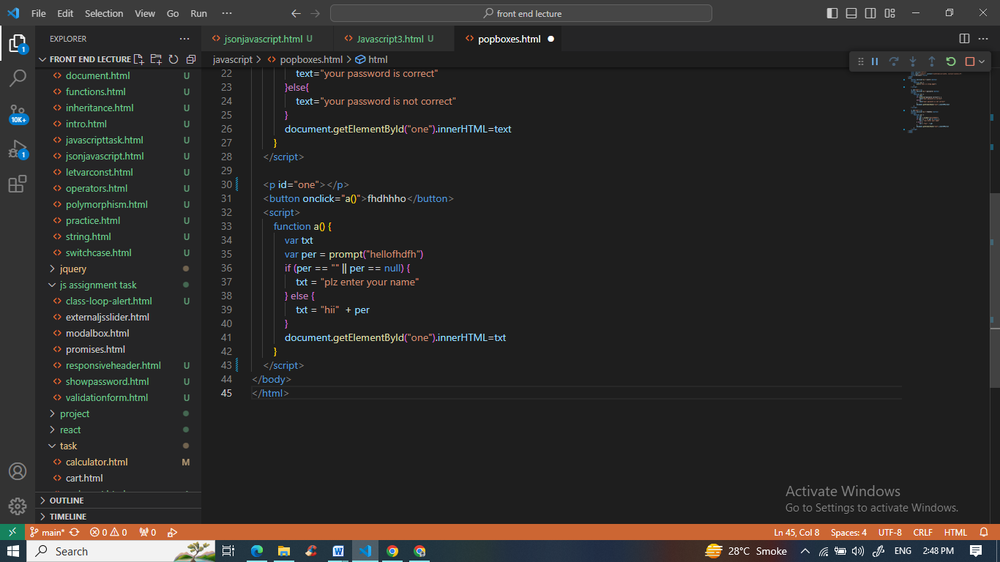 File Edit Selection View Go Run ···
front end lecture
EXPLORER
FRONT END LECTURE
document.html U
functions.html U
inheritance.html U
intro.html U
javascripttask.html U
jsonjavascript.html U
letvarconst.html U
operators.html U
polymorphism.html U
practice.html U
string.html U
switchcase.html U
jquery
js assignment task
class-loop-alert.html U
externaljsslider.html
modalbox.html
promises.html
responsiveheader.html U
showpassword.html U
validationform.html U
project
react
task
calculator.html M
cart.html
OUTLINE
TIMELINE
1
10K+
1
jsonjavascript.html U
Javascript3.html U
popboxes.html
javascript > popboxes.html > html
22 text="your password is correct"
23 }else{
24 text="your password is not correct"
25 }
26 document.getElementById("one").innerHTML=text
27 }
28 </script>
29
30 <p id="one"></p>
31 <button onclick="a()">fhdhhho</button>
32 <script>
33 function a() {
34 var txt
35 var per = prompt("hellofhdfh")
36 if (per == "" || per == null) {
37 txt = "plz enter your name"
38 } else {
39 txt = "hii" + per
40 }
41 document.getElementById("one").innerHTML=txt
42 }
43 </script>
44 </body>
45 </html>
Activate Windows
Go to Settings to activate Windows.
main* 0 0 0
Ln 45, Col 8 Spaces: 4 UTF-8 CRLF HTML
Search
28°C Smoke
ENG 2:48 PM